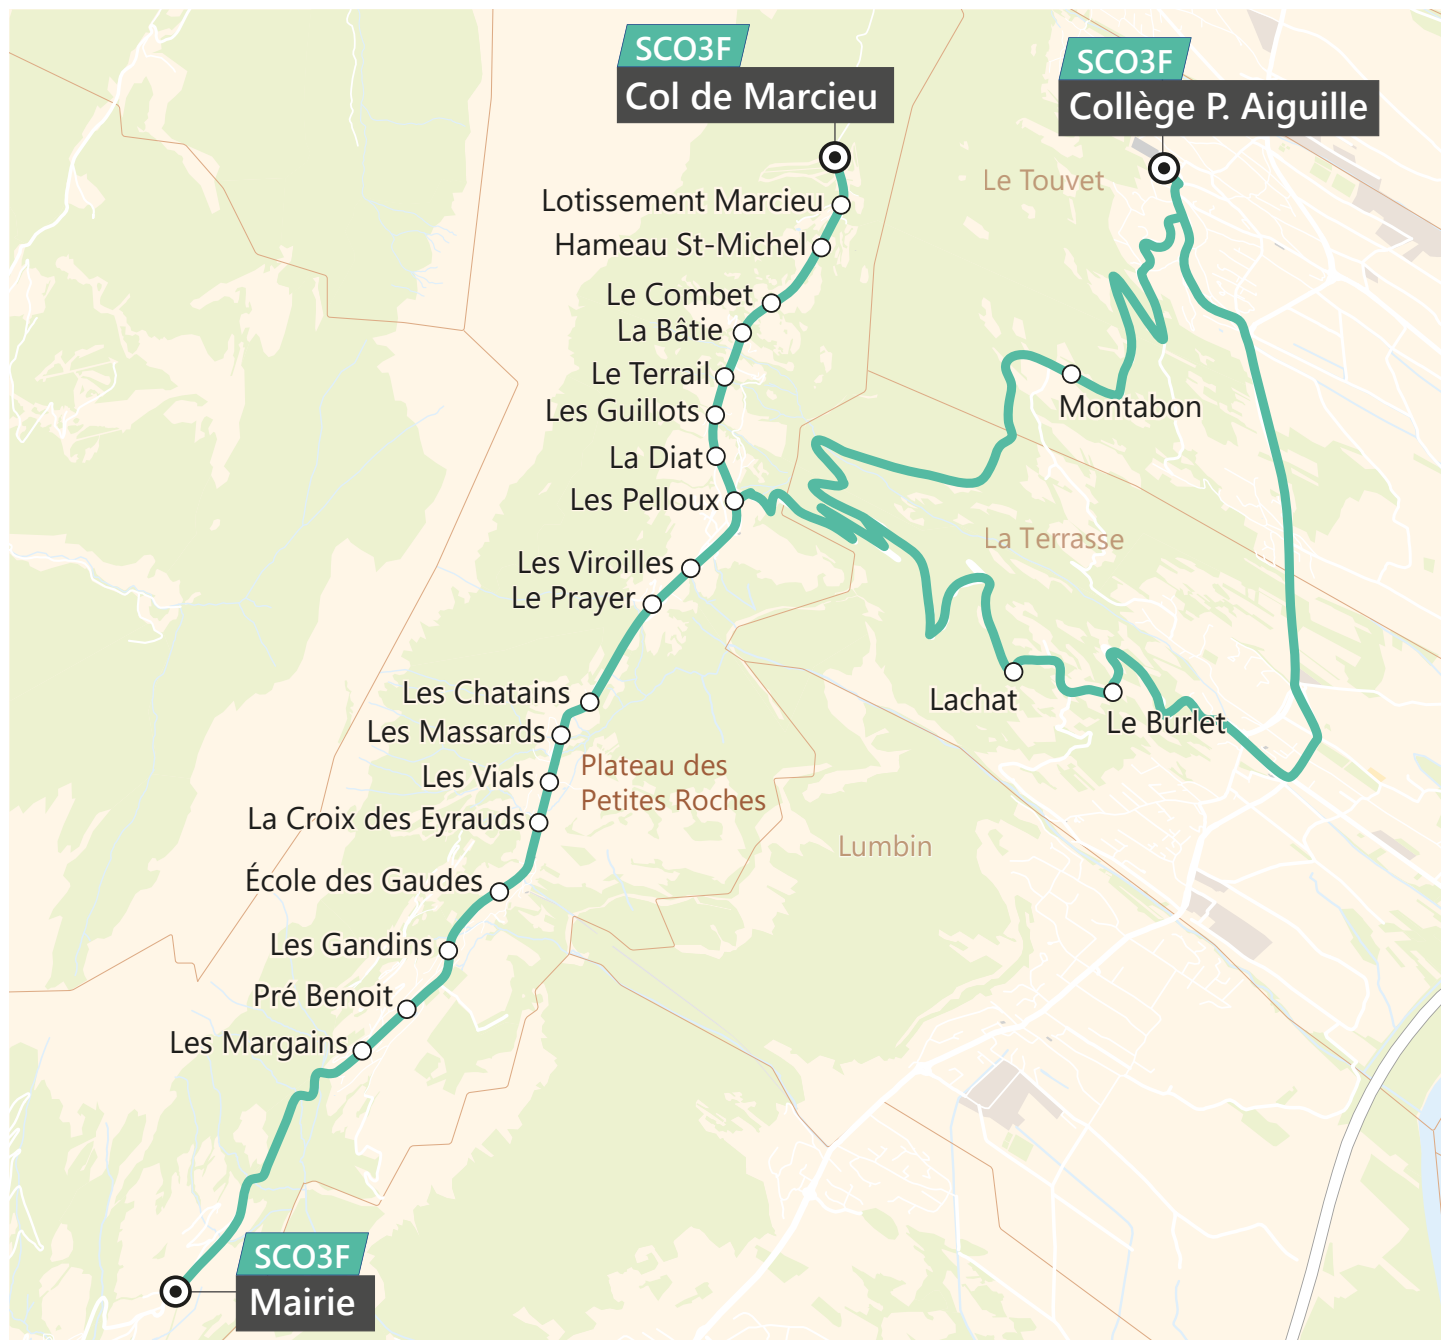 SCO3F
Col de Marcieu
SCO3F
Collège P. Aiguille
Le Touvet
Lotissement Marcieu
Hameau St-Michel
Le Combet
La Bâtie
Le Terrail
Les Guillots
Montabon
La Diat
Les Pelloux
La Terrasse
Les Viroilles
Le Prayer
Les Chatains
Lachat
Le Burlet
Les Massards
Les Vials
Plateau des
Petites Roches
La Croix des Eyrauds
Lumbin
École des Gaudes
Les Gandins
Pré Benoit
Les Margains
SCO3F
Mairie